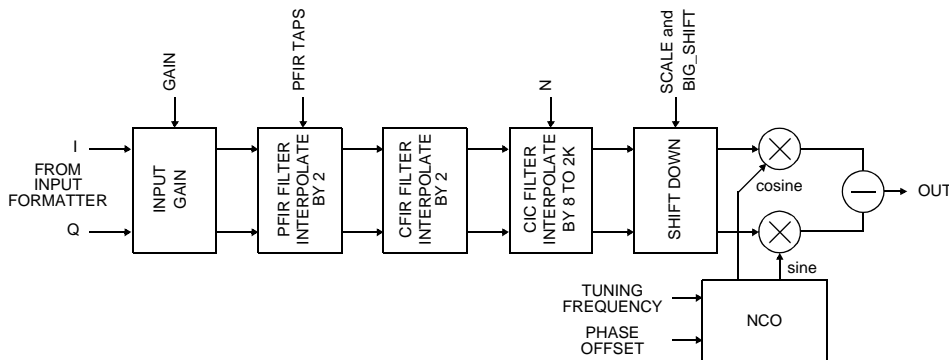 GAIN
PFIR TAPS
N
SCALE and
BIG_SHIFT
I
FROM
INPUT
FORMATTER
Q
INPUT
GAIN
PFIR FILTER
INTERPOLATE
BY 2
CFIR FILTER
INTERPOLATE
BY 2
CIC FILTER
INTERPOLATE
BY 8 TO 2K
SHIFT DOWN
cosine
sine
OUT
TUNING
FREQUENCY
PHASE
OFFSET
NCO